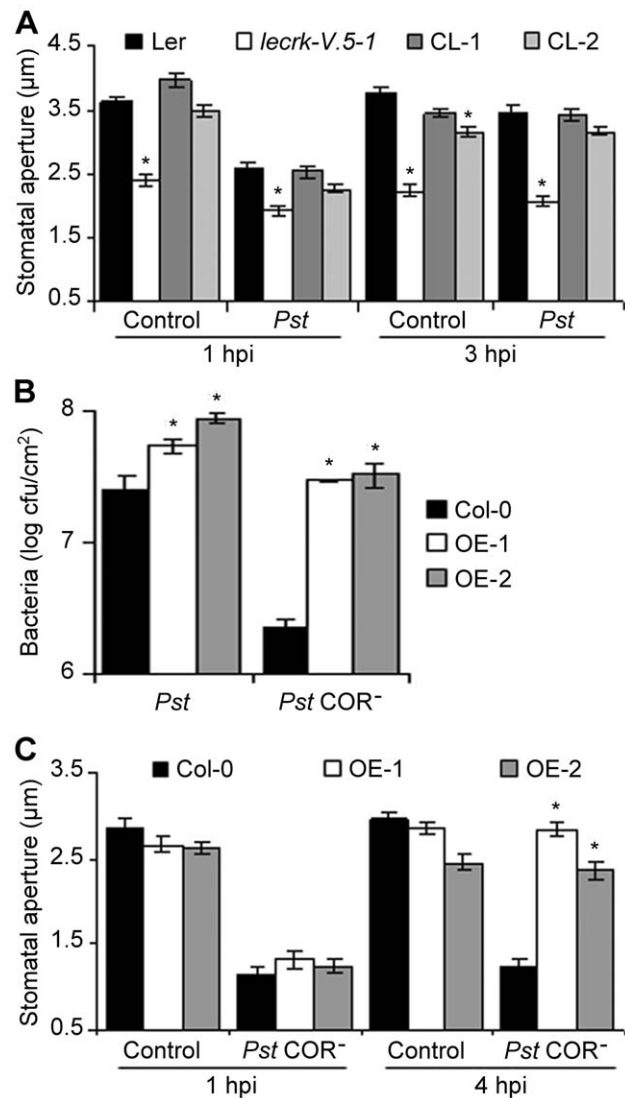 A
Ler lecrk-V.5-1 CL-1 CL-2
Stomatal aperture (µm)
4.5
3.5
2.5
1.5
0.5
* * * * *
Control Pst Control Pst
1 hpi 3 hpi
B
Bacteria (log cfu/cm²)
8
7
6
* * * *
Col-0
OE-1
OE-2
Pst Pst COR⁻
C
Col-0 OE-1 OE-2
Stomatal aperture (µm)
3.5
2.5
1.5
0.5
* *
Control Pst COR⁻ Control Pst COR⁻
1 hpi 4 hpi